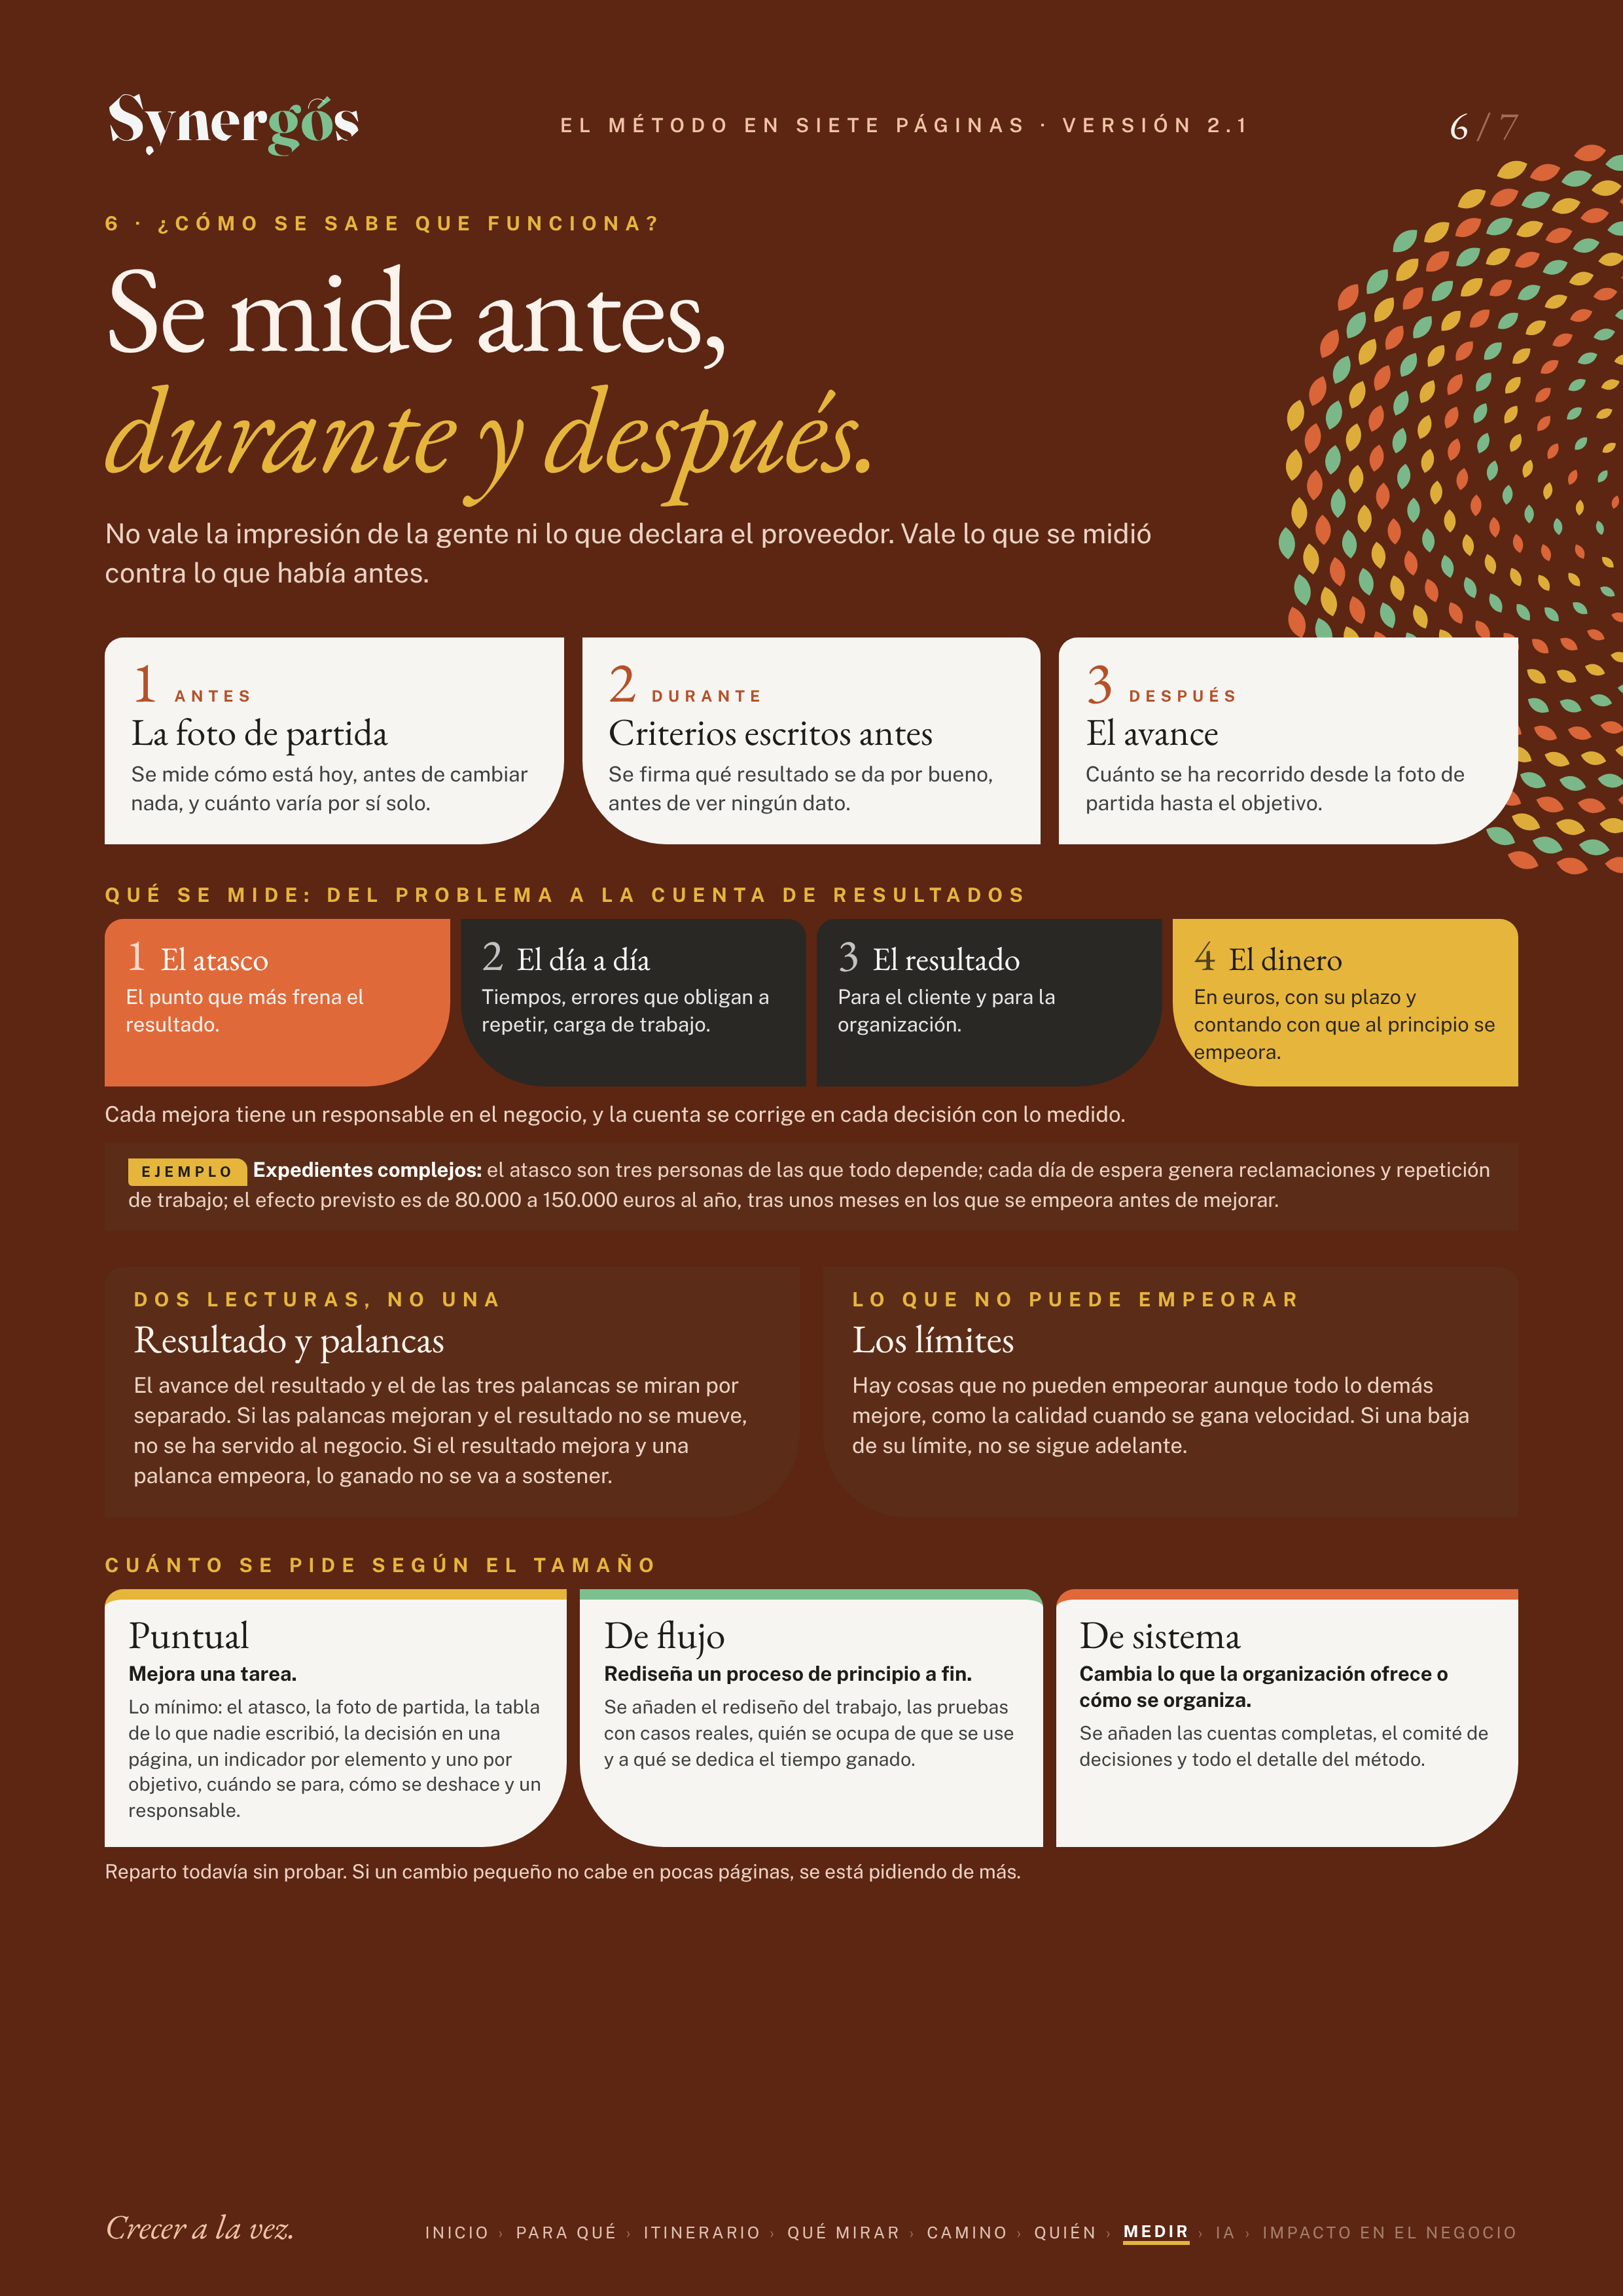 Synergós
EL MÉTODO EN SIETE PÁGINAS · VERSIÓN 2.1
6 / 7
6 · ¿CÓMO SE SABE QUE FUNCIONA?
Se mide antes,
durante y después.
No vale la impresión de la gente ni lo que declara el proveedor. Vale lo que se midió
contra lo que había antes.
1 ANTES
La foto de partida
Se mide cómo está hoy, antes de cambiar
nada, y cuánto varía por sí solo.
2 DURANTE
Criterios escritos antes
Se firma qué resultado se da por bueno,
antes de ver ningún dato.
3 DESPUÉS
El avance
Cuánto se ha recorrido desde la foto de
partida hasta el objetivo.
QUÉ SE MIDE: DEL PROBLEMA A LA CUENTA DE RESULTADOS
1 El atasco
El punto que más frena el
resultado.
2 El día a día
Tiempos, errores que obligan a
repetir, carga de trabajo.
3 El resultado
Para el cliente y para la
organización.
4 El dinero
En euros, con su plazo y
contando con que al principio se
empeora.
Cada mejora tiene un responsable en el negocio, y la cuenta se corrige en cada decisión con lo medido.
EJEMPLO Expedientes complejos: el atasco son tres personas de las que todo depende; cada día de espera genera reclamaciones y repetición
de trabajo; el efecto previsto es de 80.000 a 150.000 euros al año, tras unos meses en los que se empeora antes de mejorar.
DOS LECTURAS, NO UNA
Resultado y palancas
El avance del resultado y el de las tres palancas se miran por
separado. Si las palancas mejoran y el resultado no se mueve,
no se ha servido al negocio. Si el resultado mejora y una
palanca empeora, lo ganado no se va a sostener.
LO QUE NO PUEDE EMPEORAR
Los límites
Hay cosas que no pueden empeorar aunque todo lo demás
mejore, como la calidad cuando se gana velocidad. Si una baja
de su límite, no se sigue adelante.
CUÁNTO SE PIDE SEGÚN EL TAMAÑO
Puntual
Mejora una tarea.
Lo mínimo: el atasco, la foto de partida, la tabla
de lo que nadie escribió, la decisión en una
página, un indicador por elemento y uno por
objetivo, cuándo se para, cómo se deshace y un
responsable.
De flujo
Rediseña un proceso de principio a fin.
Se añaden el rediseño del trabajo, las pruebas
con casos reales, quién se ocupa de que se use
y a qué se dedica el tiempo ganado.
De sistema
Cambia lo que la organización ofrece o
cómo se organiza.
Se añaden las cuentas completas, el comité de
decisiones y todo el detalle del método.
Reparto todavía sin probar. Si un cambio pequeño no cabe en pocas páginas, se está pidiendo de más.
Crecer a la vez.
INICIO › PARA QUÉ › ITINERARIO › QUÉ MIRAR › CAMINO › QUIÉN › MEDIR › IA › IMPACTO EN EL NEGOCIO